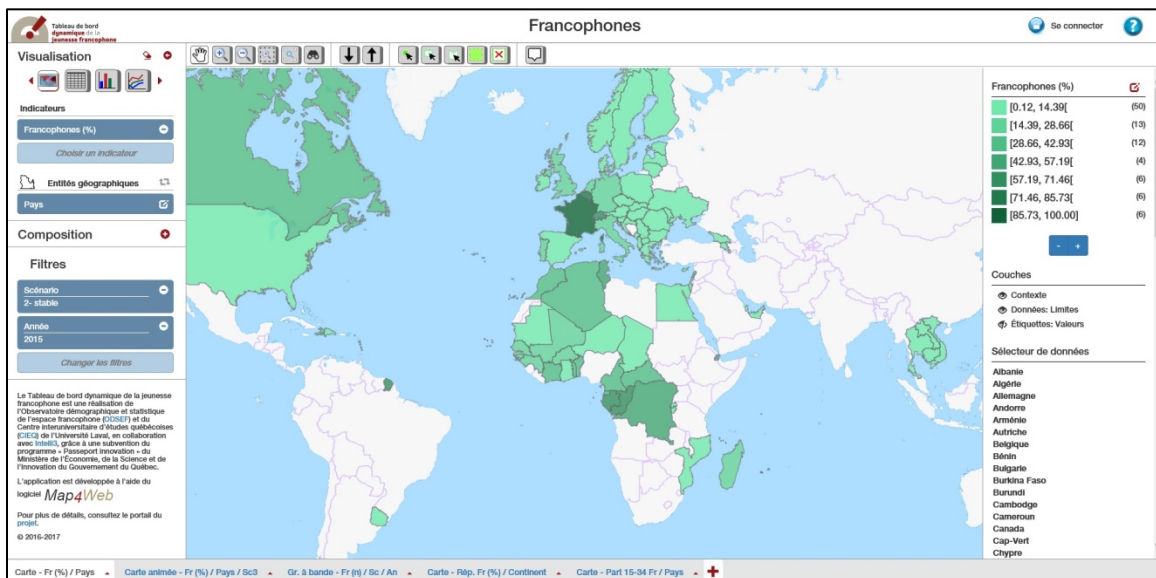 Tableau de bord
dynamique de la
jeunesse francophone
Francophones
Se connecter
?
Visualisation
Indicateurs
Francophones (%)
Choisir un indicateur
Entités géographiques
Pays
Composition
Filtres
Scénario
2- stable
Année
2015
Changer les filtres
Le Tableau de bord dynamique de la jeunesse
francophone est une réalisation de
l'Observatoire démographique et statistique
de l'espace francophone (ODSEF) et du
Centre interuniversitaire d'études québécoises
(CIEQ) de l'Université Laval, en collaboration
avec Intelli3, grâce à une subvention du
programme « Passeport innovation » du
Ministère de l'Économie, de la Science et de
l'Innovation du Gouvernement du Québec.
L'application est développée à l'aide du
logiciel Map4Web
Pour plus de détails, consultez le portail du
projet.
© 2016-2017
Francophones (%)
[0.12, 14.39[ (50)
[14.39, 28.66[ (13)
[28.66, 42.93[ (12)
[42.93, 57.19[ (4)
[57.19, 71.46[ (6)
[71.46, 85.73[ (6)
[85.73, 100.00] (6)
- +
Couches
Contexte
Données: Limites
Étiquettes: Valeurs
Sélecteur de données
Albanie
Algérie
Allemagne
Andorre
Arménie
Autriche
Belgique
Bénin
Bulgarie
Burkina Faso
Burundi
Cambodge
Cameroun
Canada
Cap-Vert
Chypre
Carte - Fr (%) / Pays Carte animée - Fr (%) / Pays / Sc3 Gr. à bande - Fr (n) / Sc / An Carte - Rép. Fr (%) / Continent Carte - Part 15-34 Fr / Pays